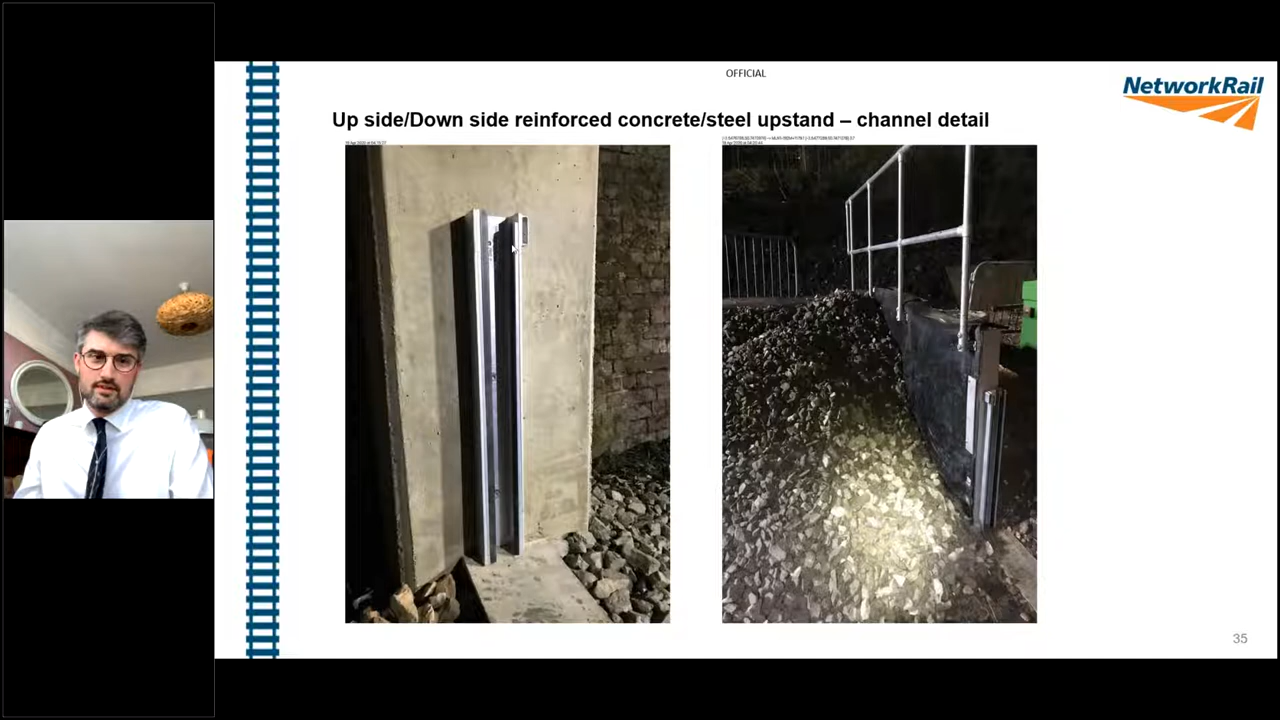 OFFICIAL
NetworkRail
Up side/Down side reinforced concrete/steel upstand – channel detail
35